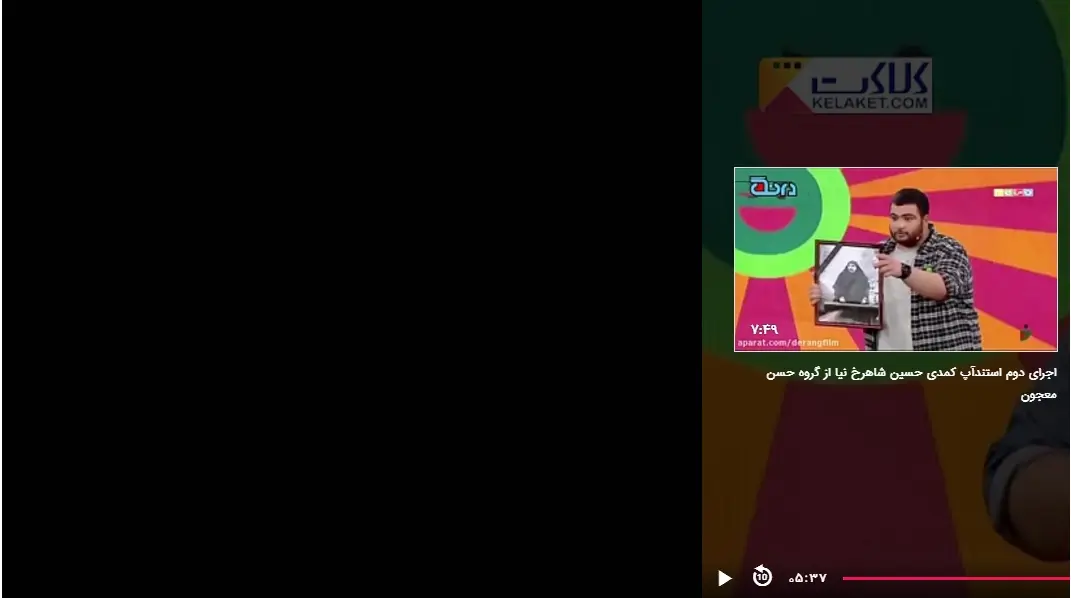 کلاکت
KELAKET.COM
درنگ
۷:۴۹
aparat.com/derangfilm
اجرای دوم استندآپ کمدی حسین شاهرخ نیا از گروه حسن
معجون
10
۰۵:۳۷